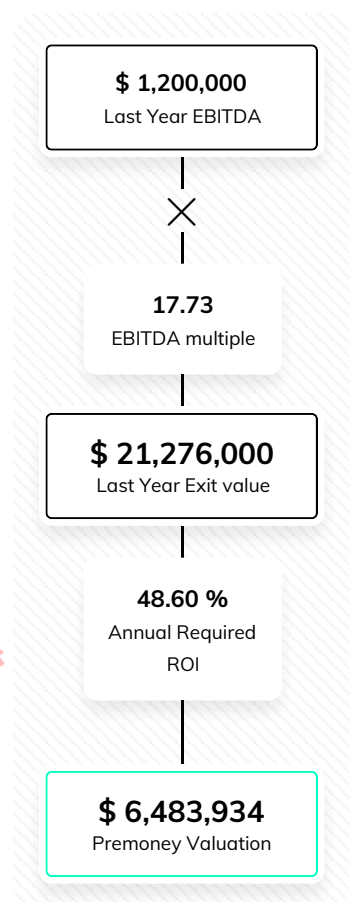 $ 1,200,000
Last Year EBITDA
17.73
EBITDA multiple
$ 21,276,000
Last Year Exit value
48.60 %
Annual Required
ROI
$ 6,483,934
Premoney Valuation